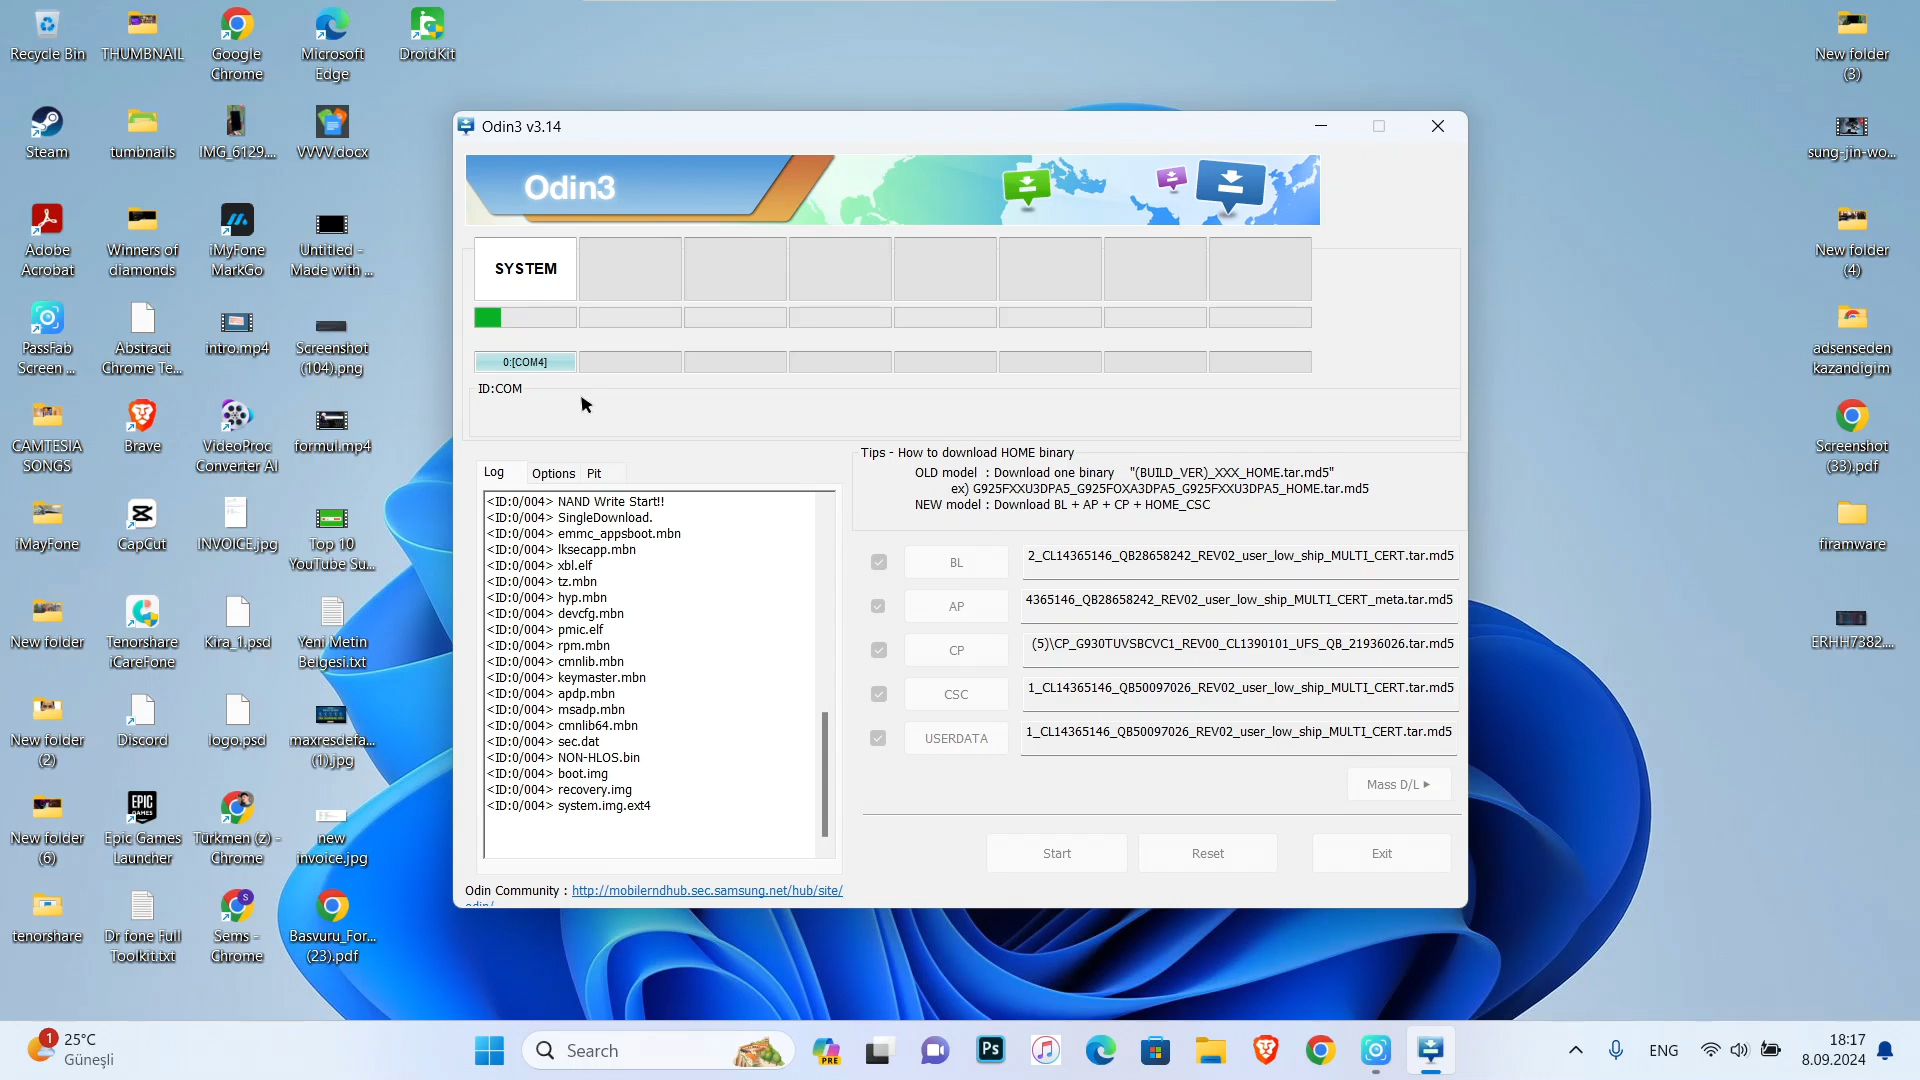 Recycle Bin
THUMBNAIL
Google
Chrome
Microsoft
Edge
DroidKit
New folder
(3)
Steam
tumbnails
IMG_6129....
VVVV.docx
sung-jin-wo...
Adobe
Acrobat
Winners of
diamonds
iMyFone
MarkGo
Untitled -
Made with ...
New folder
(4)
PassFab
Screen ...
Abstract
Chrome Te...
intro.mp4
Screenshot
(104).png
adsenseden
kazandigim
CAMTESIA
SONGS
Brave
VideoProc
Converter AI
formul.mp4
Screenshot
(33).pdf
iMayFone
CapCut
INVOICE.jpg
Top 10
YouTube Su...
firamware
New folder
Tenorshare
iCareFone
Kira_1.psd
Yeni Metin
Belgesi.txt
ERHH7382....
New folder
(2)
Discord
logo.psd
maxresdefa...
(1).jpg
New folder
(6)
EPIC
GAMES
Epic Games
Launcher
Türkmen (z) -
Chrome
new
invoice.jpg
tenorshare
Dr fone Full
Toolkit.txt
S
Sems -
Chrome
Basvuru_For...
(23).pdf
Odin3 v3.14
Odin3
SYSTEM
0:[COM4]
ID:COM
Log
Options
Pit
<ID:0/004> NAND Write Start!!
<ID:0/004> SingleDownload.
<ID:0/004> emmc_appsboot.mbn
<ID:0/004> lksecapp.mbn
<ID:0/004> xbl.elf
<ID:0/004> tz.mbn
<ID:0/004> hyp.mbn
<ID:0/004> devcfg.mbn
<ID:0/004> pmic.elf
<ID:0/004> rpm.mbn
<ID:0/004> cmnlib.mbn
<ID:0/004> keymaster.mbn
<ID:0/004> apdp.mbn
<ID:0/004> msadp.mbn
<ID:0/004> cmnlib64.mbn
<ID:0/004> sec.dat
<ID:0/004> NON-HLOS.bin
<ID:0/004> boot.img
<ID:0/004> recovery.img
<ID:0/004> system.img.ext4
Tips - How to download HOME binary
OLD model : Download one binary "(BUILD_VER)_XXX_HOME.tar.md5"
ex) G925FXXU3DPA5_G925FOXA3DPA5_G925FXXU3DPA5_HOME.tar.md5
NEW model : Download BL + AP + CP + HOME_CSC
BL
2_CL14365146_QB28658242_REV02_user_low_ship_MULTI_CERT.tar.md5
AP
4365146_QB28658242_REV02_user_low_ship_MULTI_CERT_meta.tar.md5
CP
(5)\CP_G930TUVSBCVC1_REV00_CL1390101_UFS_QB_21936026.tar.md5
CSC
1_CL14365146_QB50097026_REV02_user_low_ship_MULTI_CERT.tar.md5
USERDATA
1_CL14365146_QB50097026_REV02_user_low_ship_MULTI_CERT.tar.md5
Mass D/L
Start
Reset
Exit
Odin Community : http://mobilerndhub.sec.samsung.net/hub/site/
odin/
1
25°C
Güneşli
Search
PRE
Ps
ENG
18:17
8.09.2024